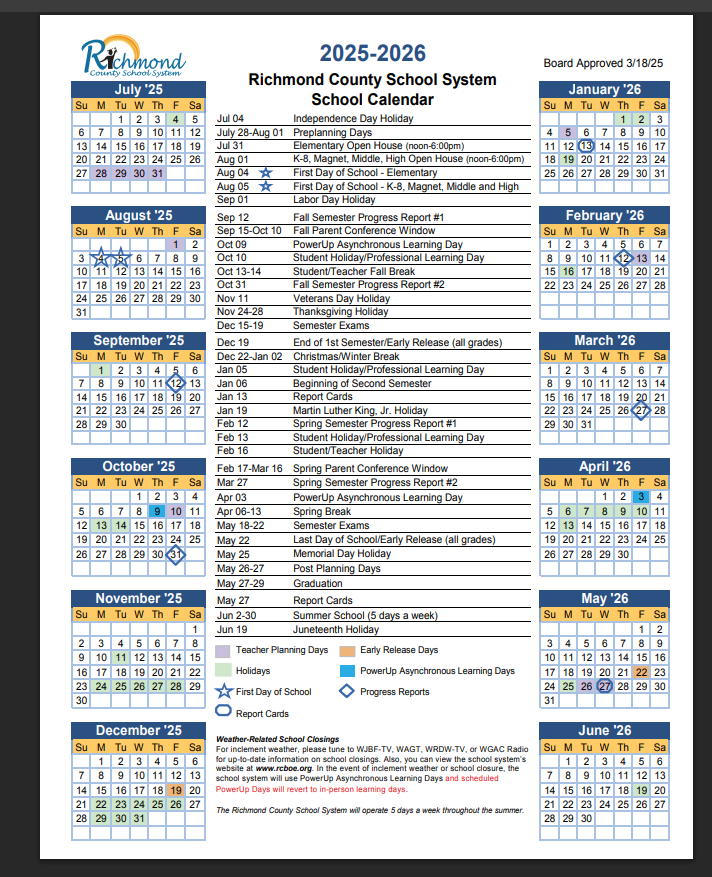 Richmond
County School System
2025-2026
Richmond County School System
School Calendar
Board Approved 3/18/25
July '25
Su M Tu W Th F Sa
1 2 3 4 5
6 7 8 9 10 11 12
13 14 15 16 17 18 19
20 21 22 23 24 25 26
27 28 29 30 31
August '25
Su M Tu W Th F Sa
1 2
3 4 5 6 7 8 9
10 11 12 13 14 15 16
17 18 19 20 21 22 23
24 25 26 27 28 29 30
31
September '25
Su M Tu W Th F Sa
1 2 3 4 5 6
7 8 9 10 11 12 13
14 15 16 17 18 19 20
21 22 23 24 25 26 27
28 29 30
October '25
Su M Tu W Th F Sa
1 2 3 4
5 6 7 8 9 10 11
12 13 14 15 16 17 18
19 20 21 22 23 24 25
26 27 28 29 30 31
November '25
Su M Tu W Th F Sa
1
2 3 4 5 6 7 8
9 10 11 12 13 14 15
16 17 18 19 20 21 22
23 24 25 26 27 28 29
30
December '25
Su M Tu W Th F Sa
1 2 3 4 5 6
7 8 9 10 11 12 13
14 15 16 17 18 19 20
21 22 23 24 25 26 27
28 29 30 31
Jul 04 Independence Day Holiday
July 28-Aug 01 Preplanning Days
Jul 31 Elementary Open House (noon-6:00pm)
Aug 01 K-8, Magnet, Middle, High Open House (noon-6:00pm)
Aug 04 First Day of School - Elementary
Aug 05 First Day of School - K-8, Magnet, Middle and High
Sep 01 Labor Day Holiday
Sep 12 Fall Semester Progress Report #1
Sep 15-Oct 10 Fall Parent Conference Window
Oct 09 PowerUp Asynchronous Learning Day
Oct 10 Student Holiday/Professional Learning Day
Oct 13-14 Student/Teacher Fall Break
Oct 31 Fall Semester Progress Report #2
Nov 11 Veterans Day Holiday
Nov 24-28 Thanksgiving Holiday
Dec 15-19 Semester Exams
Dec 19 End of 1st Semester/Early Release (all grades)
Dec 22-Jan 02 Christmas/Winter Break
Jan 05 Student Holiday/Professional Learning Day
Jan 06 Beginning of Second Semester
Jan 13 Report Cards
Jan 19 Martin Luther King, Jr. Holiday
Feb 12 Spring Semester Progress Report #1
Feb 13 Student Holiday/Professional Learning Day
Feb 16 Student/Teacher Holiday
Feb 17-Mar 16 Spring Parent Conference Window
Mar 27 Spring Semester Progress Report #2
Apr 03 PowerUp Asynchronous Learning Day
Apr 06-13 Spring Break
May 18-22 Semester Exams
May 22 Last Day of School/Early Release (all grades)
May 25 Memorial Day Holiday
May 26-27 Post Planning Days
May 27-29 Graduation
May 27 Report Cards
Jun 2-30 Summer School (5 days a week)
Jun 19 Juneteenth Holiday
Teacher Planning Days Early Release Days
Holidays PowerUp Asynchronous Learning Days
First Day of School Progress Reports
Report Cards
Weather-Related School Closings
For inclement weather, please tune to WJBF-TV, WAGT, WRDW-TV, or WGAC Radio
for up-to-date information on school closings. Also, you can view the school system's
website at www.rcboe.org. In the event of inclement weather or school closure, the
school system will use PowerUp Asynchronous Learning Days and scheduled
PowerUp Days will revert to in-person learning days.
The Richmond County School System will operate 5 days a week throughout the summer.
January '26
Su M Tu W Th F Sa
1 2 3
4 5 6 7 8 9 10
11 12 13 14 15 16 17
18 19 20 21 22 23 24
25 26 27 28 29 30 31
February '26
Su M Tu W Th F Sa
1 2 3 4 5 6 7
8 9 10 11 12 13 14
15 16 17 18 19 20 21
22 23 24 25 26 27 28
March '26
Su M Tu W Th F Sa
1 2 3 4 5 6 7
8 9 10 11 12 13 14
15 16 17 18 19 20 21
22 23 24 25 26 27 28
29 30 31
April '26
Su M Tu W Th F Sa
1 2 3 4
5 6 7 8 9 10 11
12 13 14 15 16 17 18
19 20 21 22 23 24 25
26 27 28 29 30
May '26
Su M Tu W Th F Sa
1 2
3 4 5 6 7 8 9
10 11 12 13 14 15 16
17 18 19 20 21 22 23
24 25 26 27 28 29 30
31
June '26
Su M Tu W Th F Sa
1 2 3 4 5 6
7 8 9 10 11 12 13
14 15 16 17 18 19 20
21 22 23 24 25 26 27
28 29 30